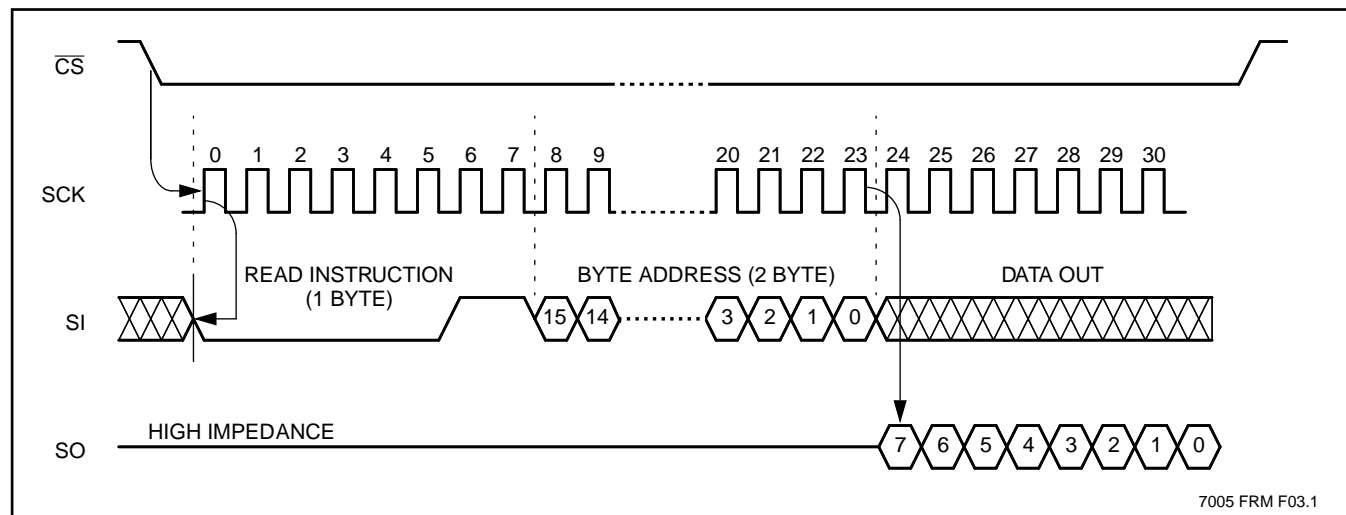 CS
0 1 2 3 4 5 6 7 8 9 20 21 22 23 24 25 26 27 28 29 30
SCK
READ INSTRUCTION
(1 BYTE)
BYTE ADDRESS (2 BYTE)
DATA OUT
SI
15 14 3 2 1 0
HIGH IMPEDANCE
SO
7 6 5 4 3 2 1 0
7005 FRM F03.1